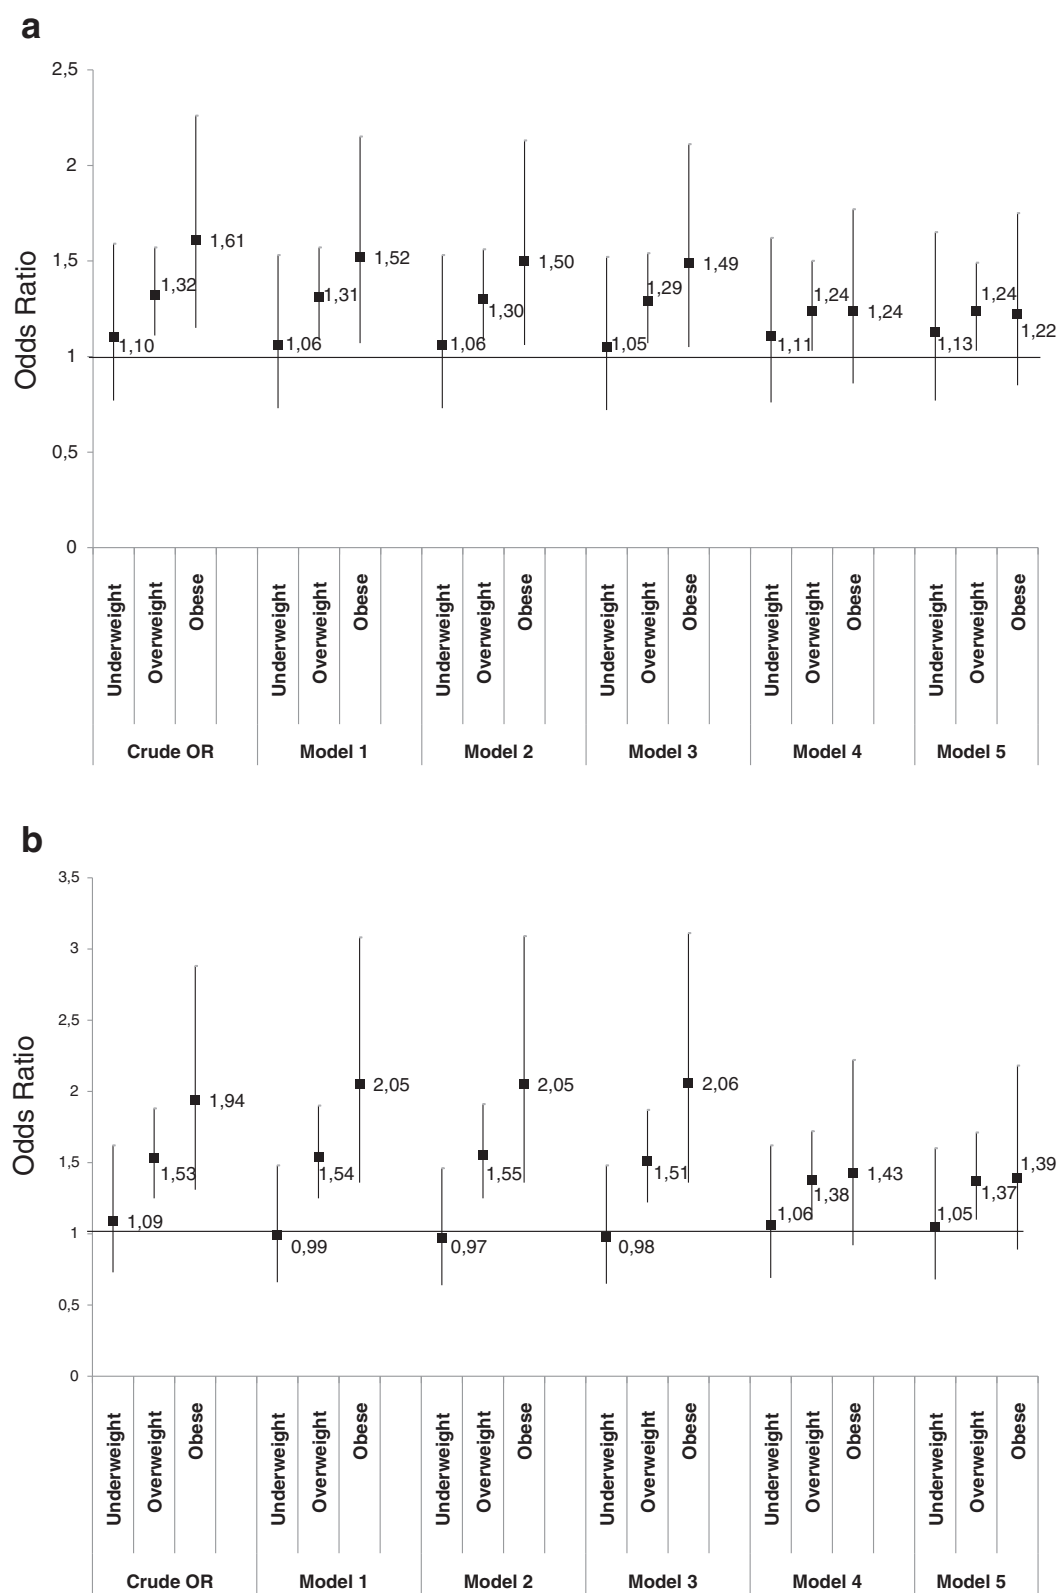 a
Odds Ratio
2,5
2
1,5
1
0,5
0
1,10
1,32
1,61
1,06
1,31
1,52
1,06
1,30
1,50
1,05
1,29
1,49
1,11
1,24
1,24
1,13
1,24
1,22
Underweight
Overweight
Obese
Underweight
Overweight
Obese
Underweight
Overweight
Obese
Underweight
Overweight
Obese
Underweight
Overweight
Obese
Underweight
Overweight
Obese
Crude OR
Model 1
Model 2
Model 3
Model 4
Model 5
b
Odds Ratio
3,5
3
2,5
2
1,5
1
0,5
0
1,09
1,53
1,94
0,99
1,54
2,05
0,97
1,55
2,05
0,98
1,51
2,06
1,06
1,38
1,43
1,05
1,37
1,39
Underweight
Overweight
Obese
Underweight
Overweight
Obese
Underweight
Overweight
Obese
Underweight
Overweight
Obese
Underweight
Overweight
Obese
Underweight
Overweight
Obese
Crude OR
Model 1
Model 2
Model 3
Model 4
Model 5